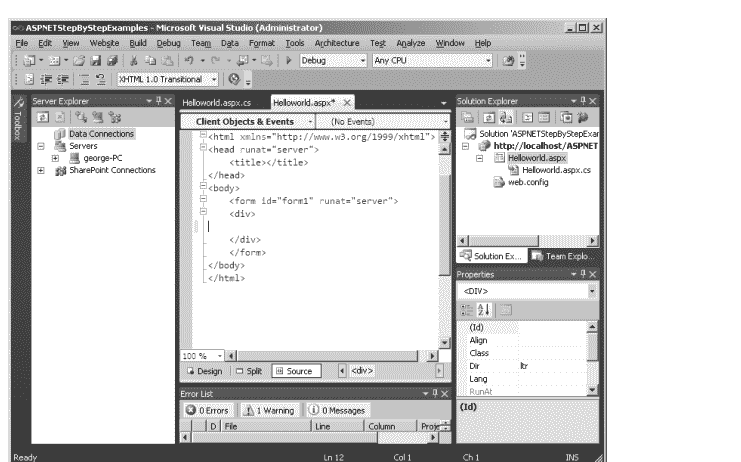 ASPNETStepByStepExamples - Microsoft Visual Studio (Administrator)
File Edit View Website Build Debug Team Data Format Tools Architecture Test Analyze Window Help
Debug Any CPU
XHTML 1.0 Transitional
Toolbox
Server Explorer
Data Connections
Servers
george-PC
SharePoint Connections
Helloworld.aspx.cs Helloworld.aspx*
Client Objects & Events (No Events)
<html xmlns="http://www.w3.org/1999/xhtml">
<head runat="server">
<title></title>
</head>
<body>
<form id="form1" runat="server">
<div>
</div>
</form>
</body>
</html>
100 %
Design Split Source <div>
Error List
0 Errors 1 Warning 0 Messages
D File Line Column Proje
Solution Explorer
Solution 'ASPNETStepByStepExar
http://localhost/ASPNET
Helloworld.aspx
Helloworld.aspx.cs
web.config
Solution Ex... Team Explo...
Properties
<DIV>
(Id)
Align
Class
Dir ltr
Lang
RunAt
(Id)
Ready Ln 12 Col 1 Ch 1 INS